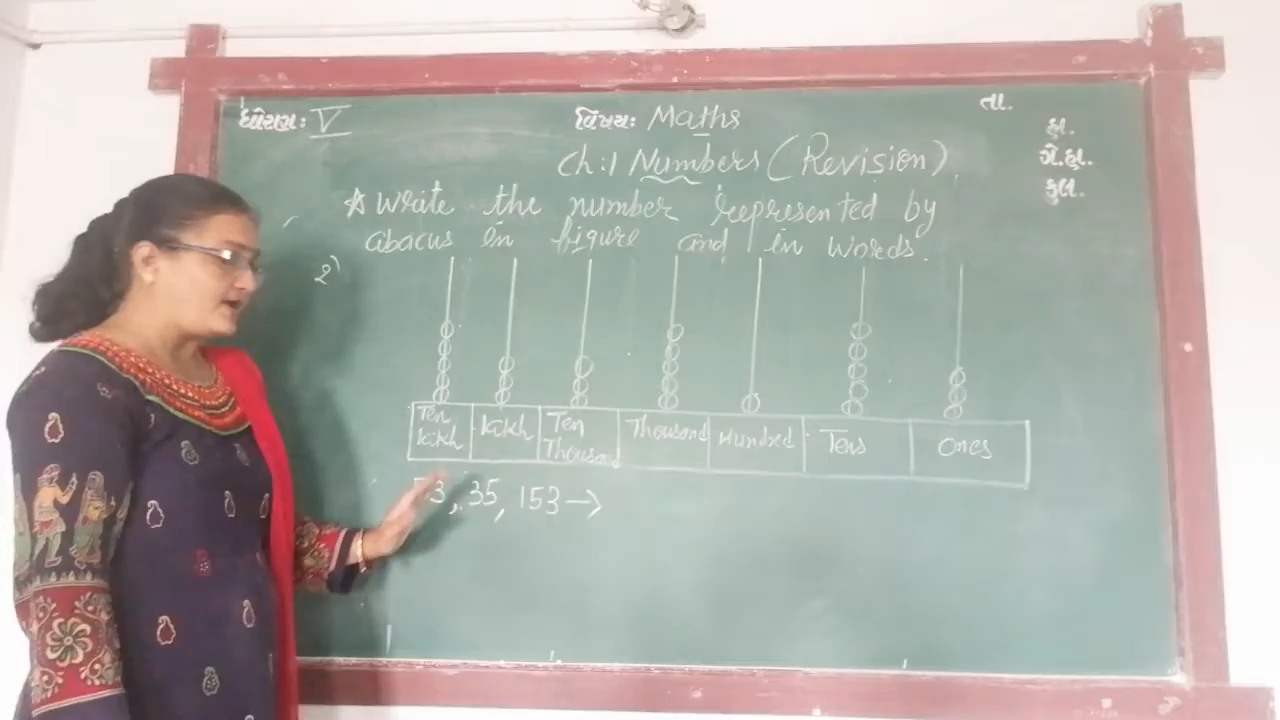 ધોરણ: V
વિષય: Maths
તા.
હા.
ગે.હા.
કુલ.
Ch:1 Numbers (Revision)
☆ Write the number represented by
abacus in figure and in words.
2)
Ten Lakh
Lakh
Ten Thousand
Thousand
Hundred
Tens
Ones
53, 35, 153 →